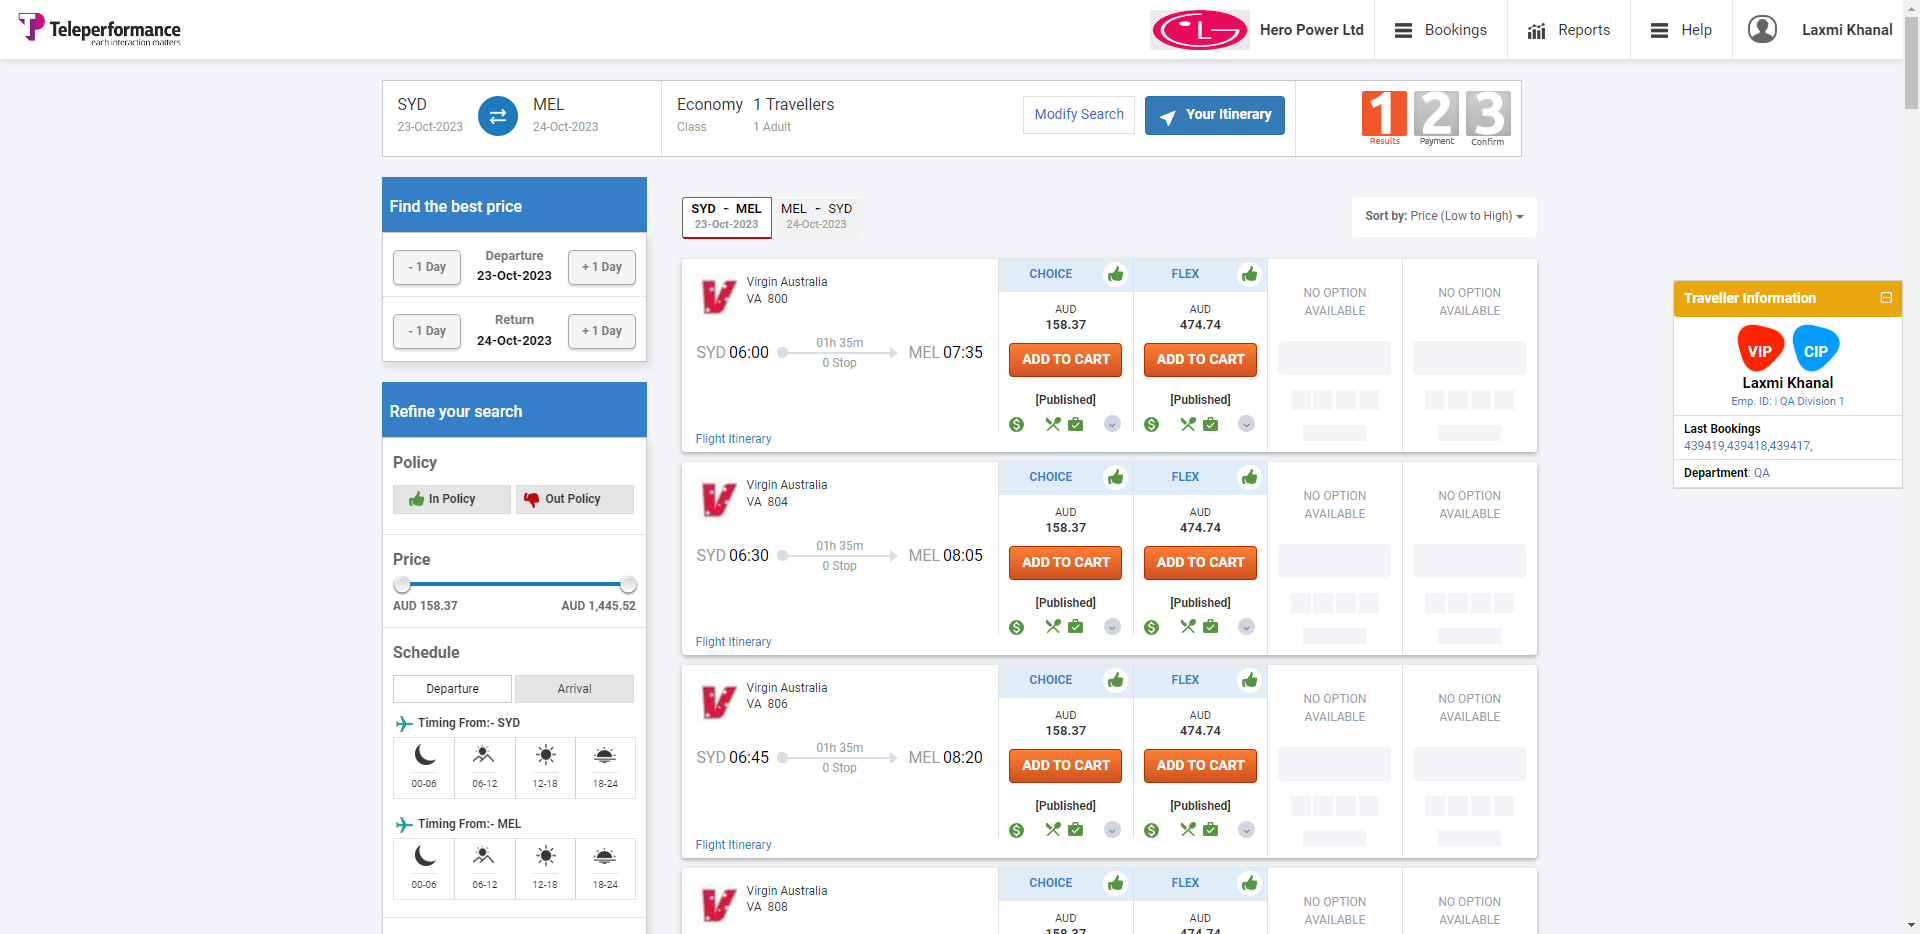 Teleperformance
each interaction matters
LG
Hero Power Ltd
Bookings
Reports
Help
Laxmi Khanal
SYD
23-Oct-2023
MEL
24-Oct-2023
Economy
Class
1 Travellers
1 Adult
Modify Search
Your Itinerary
1
Results
2
Payment
3
Confirm
Find the best price
- 1 Day
Departure
23-Oct-2023
+ 1 Day
- 1 Day
Return
24-Oct-2023
+ 1 Day
Refine your search
Policy
In Policy
Out Policy
Price
AUD 158.37
AUD 1,445.52
Schedule
Departure
Arrival
Timing From:- SYD
00-06
06-12
12-18
18-24
Timing From:- MEL
00-06
06-12
12-18
18-24
SYD - MEL
23-Oct-2023
MEL - SYD
24-Oct-2023
Sort by: Price (Low to High)
Virgin Australia
VA 800
SYD 06:00
01h 35m
0 Stop
MEL 07:35
Flight Itinerary
CHOICE
AUD
158.37
ADD TO CART
[Published]
FLEX
AUD
474.74
ADD TO CART
[Published]
NO OPTION
AVAILABLE
NO OPTION
AVAILABLE
Virgin Australia
VA 804
SYD 06:30
01h 35m
0 Stop
MEL 08:05
Flight Itinerary
CHOICE
AUD
158.37
ADD TO CART
[Published]
FLEX
AUD
474.74
ADD TO CART
[Published]
NO OPTION
AVAILABLE
NO OPTION
AVAILABLE
Virgin Australia
VA 806
SYD 06:45
01h 35m
0 Stop
MEL 08:20
Flight Itinerary
CHOICE
AUD
158.37
ADD TO CART
[Published]
FLEX
AUD
474.74
ADD TO CART
[Published]
NO OPTION
AVAILABLE
NO OPTION
AVAILABLE
Virgin Australia
VA 808
CHOICE
AUD
158.37
FLEX
AUD
474.74
NO OPTION
AVAILABLE
NO OPTION
AVAILABLE
Traveller Information
VIP
CIP
Laxmi Khanal
Emp. ID: | QA Division 1
Last Bookings
439419,439418,439417,
Department: QA